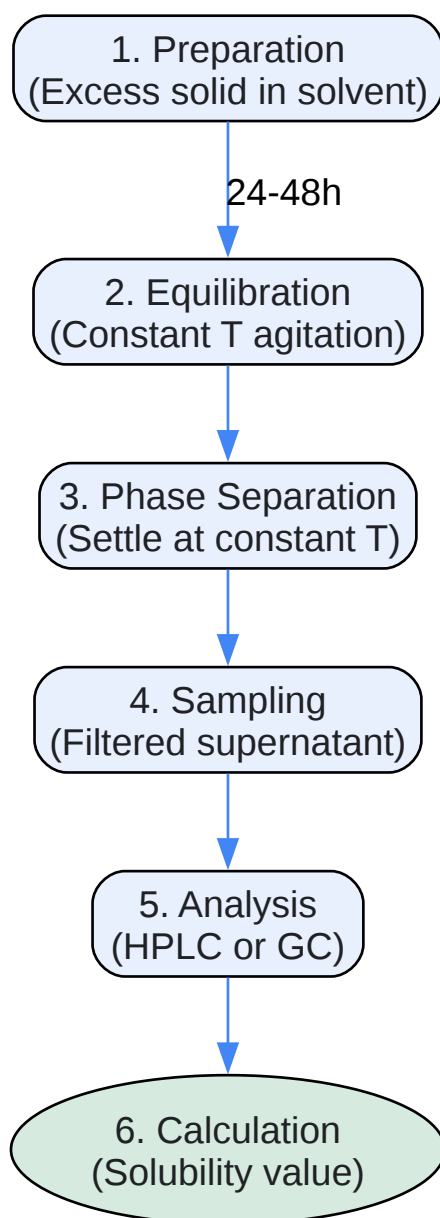 1. Preparation
(Excess solid in solvent)
24-48h
2. Equilibration
(Constant T agitation)
3. Phase Separation
(Settle at constant T)
4. Sampling
(Filtered supernatant)
5. Analysis
(HPLC or GC)
6. Calculation
(Solubility value)